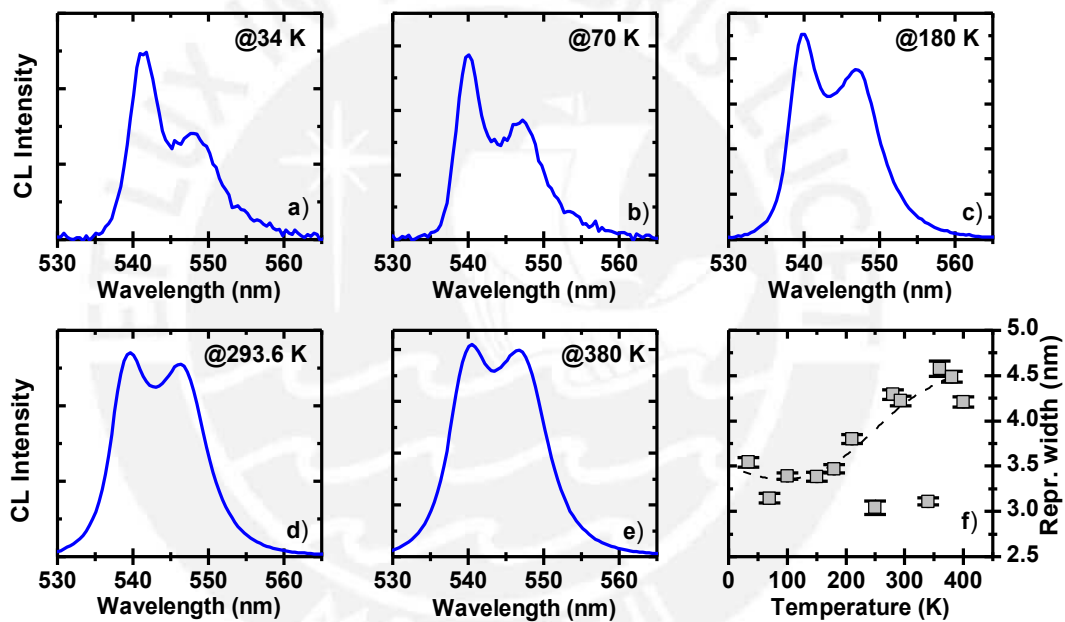 @34 K
@70 K
@180 K
CL Intensity
a)
b)
c)
530 540 550 560
530 540 550 560
530 540 550 560
Wavelength (nm)
Wavelength (nm)
Wavelength (nm)
@293.6 K
@380 K
5.0
4.5
4.0
3.5
3.0
2.5
Repr. width (nm)
CL Intensity
d)
e)
f)
530 540 550 560
530 540 550 560
0 100 200 300 400
Wavelength (nm)
Wavelength (nm)
Temperature (K)
ET LUX IN